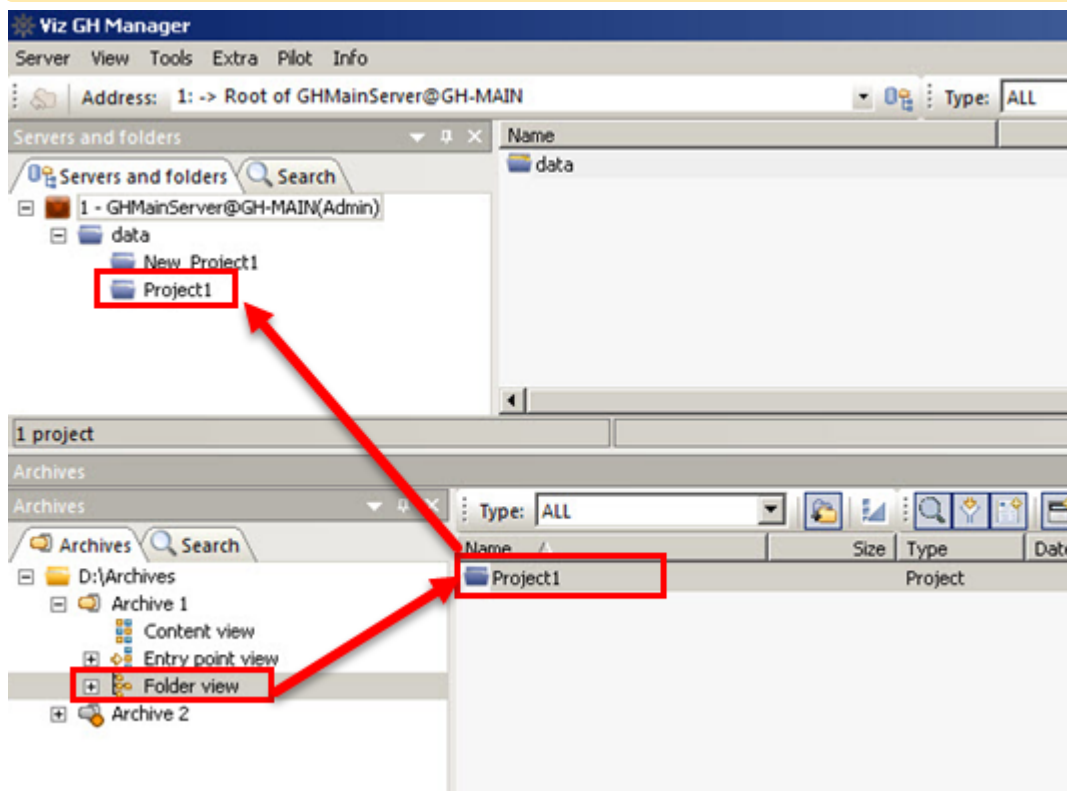 Viz GH Manager
Server View Tools Extra Pilot Info
Address: 1: -> Root of GHMainServer@GH-MAIN Type: ALL
Servers and folders
Servers and folders Search
1 - GHMainServer@GH-MAIN(Admin)
data
New_Project1
Project1
Name
data
1 project
Archives
Archives
Archives Search
D:\Archives
Archive 1
Content view
Entry point view
Folder view
Archive 2
Type: ALL
Name Size Type Date
Project1 Project